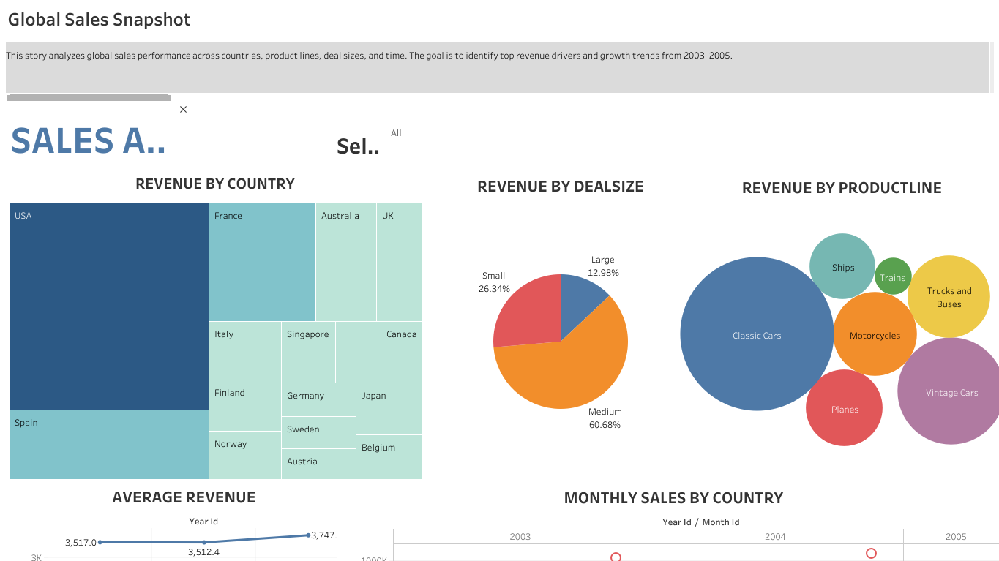 Global Sales Snapshot
This story analyzes global sales performance across countries, product lines, deal sizes, and time. The goal is to identify top revenue drivers and growth trends from 2003–2005.
SALES A..
Sel..
All
REVENUE BY COUNTRY
USA
France
Australia
UK
Italy
Singapore
Canada
Finland
Germany
Japan
Spain
Sweden
Norway
Belgium
Austria
REVENUE BY DEALSIZE
Large
12.98%
Small
26.34%
Medium
60.68%
REVENUE BY PRODUCTLINE
Ships
Trains
Trucks and
Buses
Classic Cars
Motorcycles
Vintage Cars
Planes
AVERAGE REVENUE
Year Id
3,517.0
3,512.4
3,747.
3K
MONTHLY SALES BY COUNTRY
Year Id / Month Id
2003
2004
2005
1000K